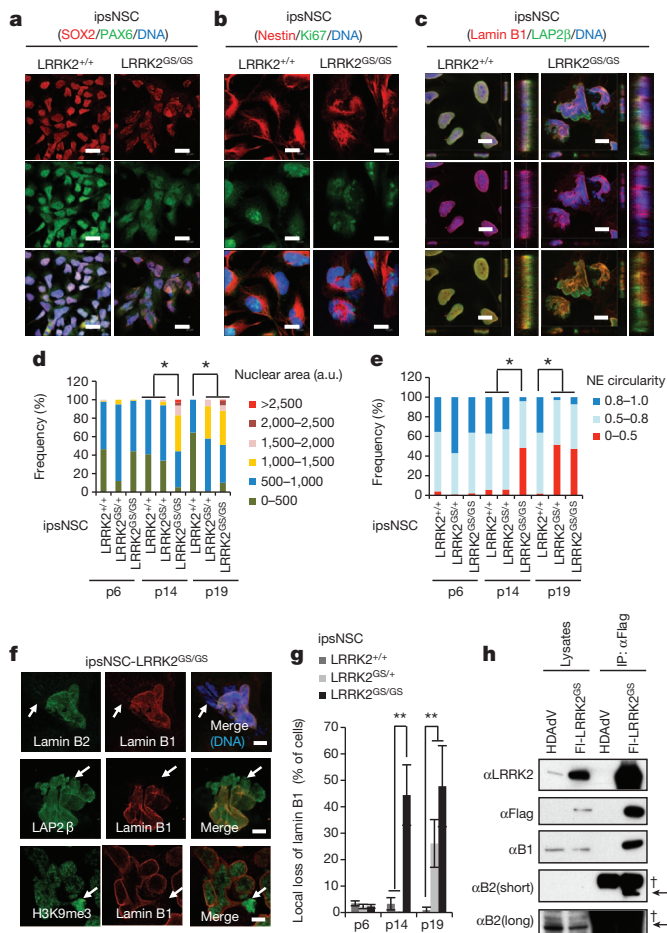 a
ipsNSC
(SOX2/PAX6/DNA)
LRRK2+/+ LRRK2GS/GS
b
ipsNSC
(Nestin/Ki67/DNA)
LRRK2+/+ LRRK2GS/GS
c
ipsNSC
(Lamin B1/LAP2β/DNA)
LRRK2+/+ LRRK2GS/GS
d
Frequency (%)
120
100
80
60
40
20
0
* *
Nuclear area (a.u.)
>2,500
2,000–2,500
1,500–2,000
1,000–1,500
500–1,000
0–500
ipsNSC
LRRK2+/+
LRRK2GS/+
LRRK2GS/GS
LRRK2+/+
LRRK2GS/+
LRRK2GS/GS
LRRK2+/+
LRRK2GS/+
LRRK2GS/GS
p6 p14 p19
e
Frequency (%)
120
100
80
60
40
20
0
* *
NE circularity
0.8–1.0
0.5–0.8
0–0.5
ipsNSC
LRRK2+/+
LRRK2GS/+
LRRK2GS/GS
LRRK2+/+
LRRK2GS/+
LRRK2GS/GS
LRRK2+/+
LRRK2GS/+
LRRK2GS/GS
p6 p14 p19
f
ipsNSC-LRRK2GS/GS
Lamin B2 Lamin B1 Merge
(DNA)
LAP2β Lamin B1 Merge
H3K9me3 Lamin B1 Merge
g
ipsNSC
LRRK2+/+
LRRK2GS/+
LRRK2GS/GS
Local loss of lamin B1 (% of cells)
70
60
50
40
30
20
10
0
** **
p6 p14 p19
h
Lysates IP: αFlag
HDAdV
Fl-LRRK2GS
HDAdV
Fl-LRRK2GS
αLRRK2
αFlag
αB1
αB2(short) †
αB2(long) †